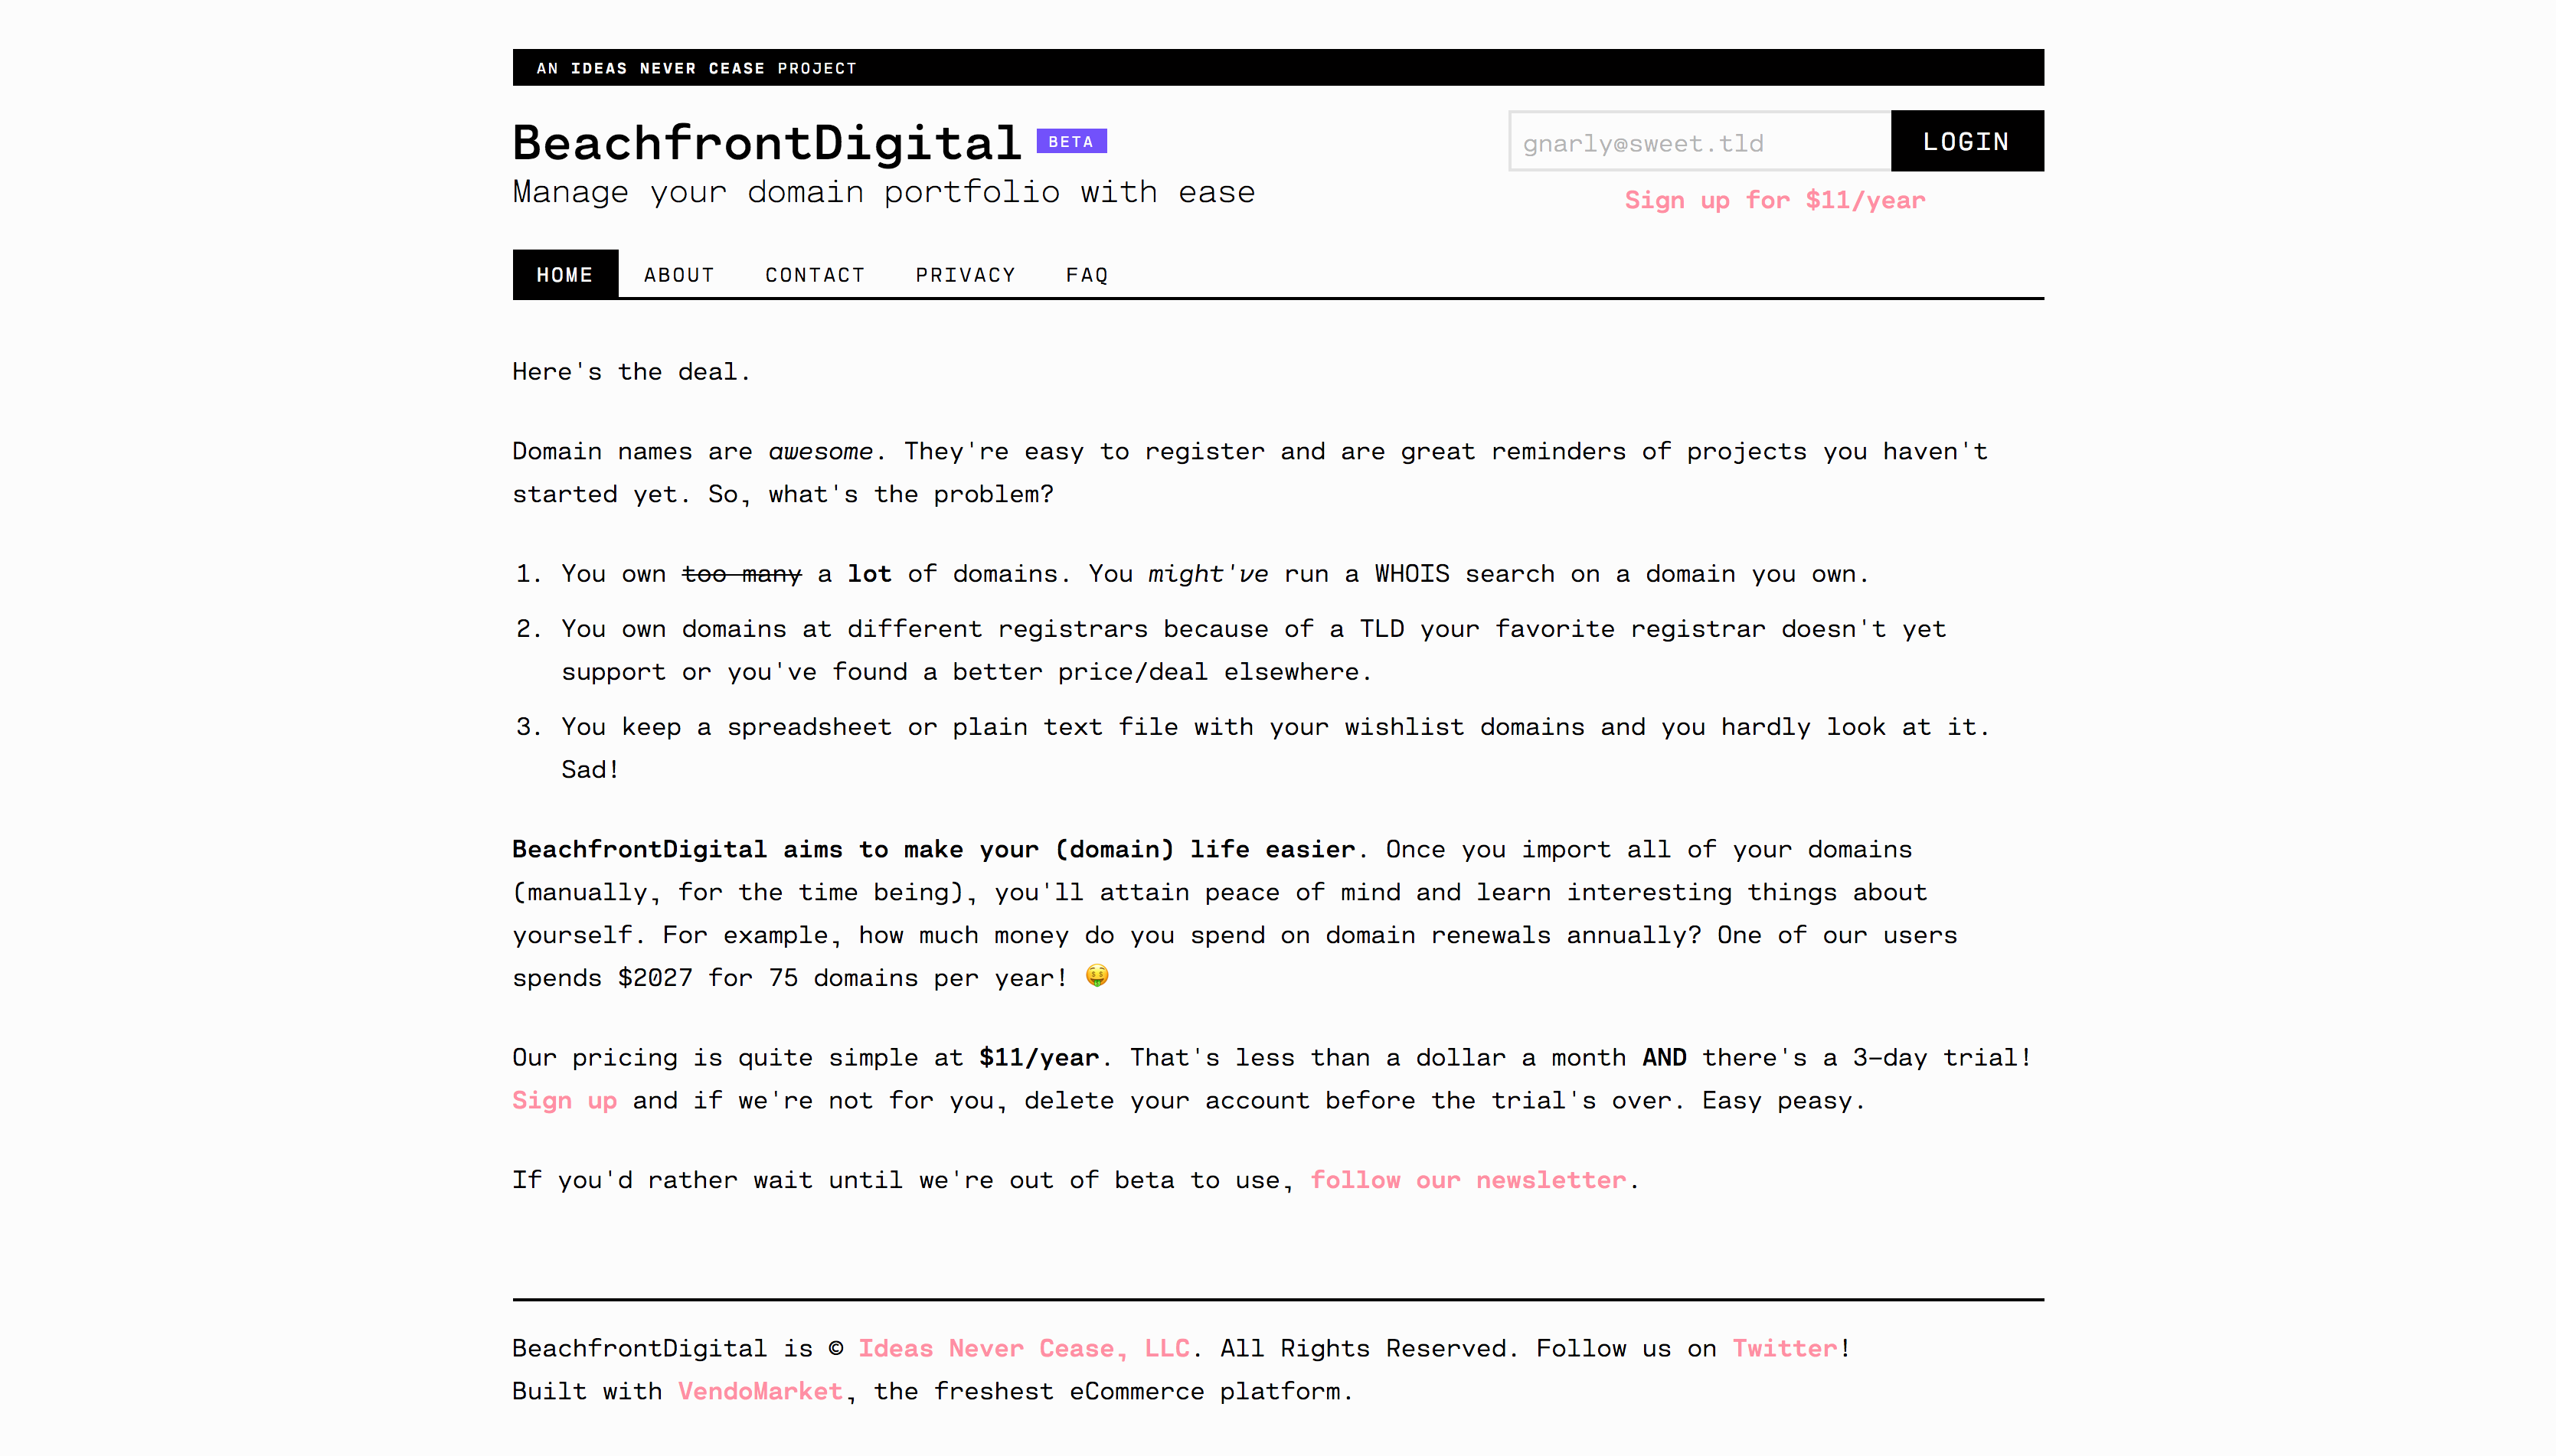 AN IDEAS NEVER CEASE PROJECT
BeachfrontDigital BETA
Manage your domain portfolio with ease
gnarly@sweet.tld LOGIN
Sign up for $11/year
HOME ABOUT CONTACT PRIVACY FAQ
Here's the deal.
Domain names are awesome. They're easy to register and are great reminders of projects you haven't
started yet. So, what's the problem?
1. You own too many a lot of domains. You might've run a WHOIS search on a domain you own.
2. You own domains at different registrars because of a TLD your favorite registrar doesn't yet
support or you've found a better price/deal elsewhere.
3. You keep a spreadsheet or plain text file with your wishlist domains and you hardly look at it.
Sad!
BeachfrontDigital aims to make your (domain) life easier. Once you import all of your domains
(manually, for the time being), you'll attain peace of mind and learn interesting things about
yourself. For example, how much money do you spend on domain renewals annually? One of our users
spends $2027 for 75 domains per year! 🤑
Our pricing is quite simple at $11/year. That's less than a dollar a month AND there's a 3-day trial!
Sign up and if we're not for you, delete your account before the trial's over. Easy peasy.
If you'd rather wait until we're out of beta to use, follow our newsletter.
BeachfrontDigital is © Ideas Never Cease, LLC. All Rights Reserved. Follow us on Twitter!
Built with VendoMarket, the freshest eCommerce platform.